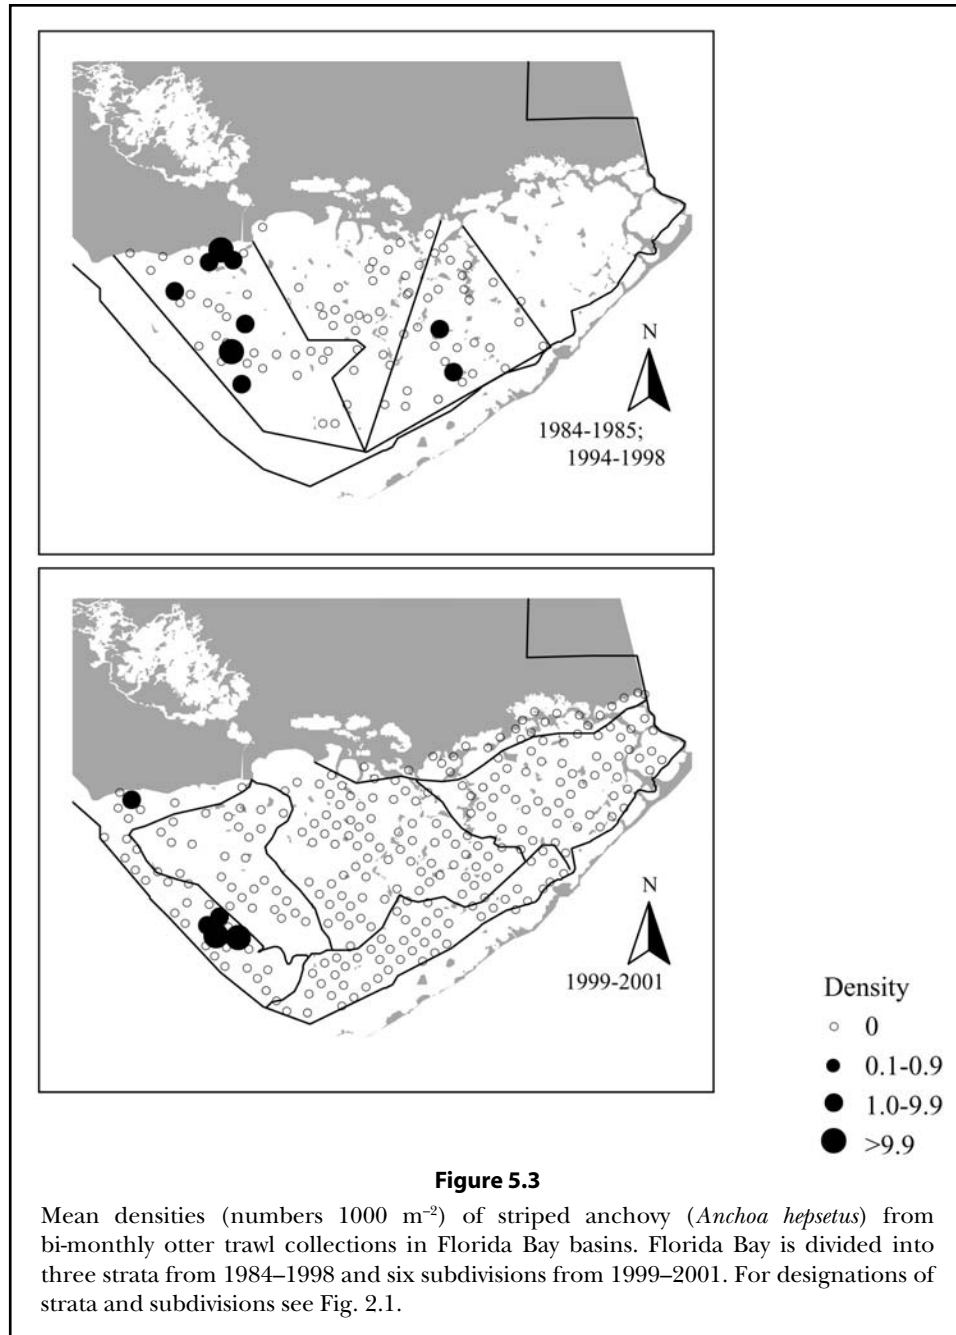 N
1984-1985;
1994-1998
N
1999-2001
Density
0
0.1-0.9
1.0-9.9
>9.9
Figure 5.3
Mean densities (numbers 1000 m⁻²) of striped anchovy (Anchoa hepsetus) from
bi-monthly otter trawl collections in Florida Bay basins. Florida Bay is divided into
three strata from 1984–1998 and six subdivisions from 1999–2001. For designations of
strata and subdivisions see Fig. 2.1.